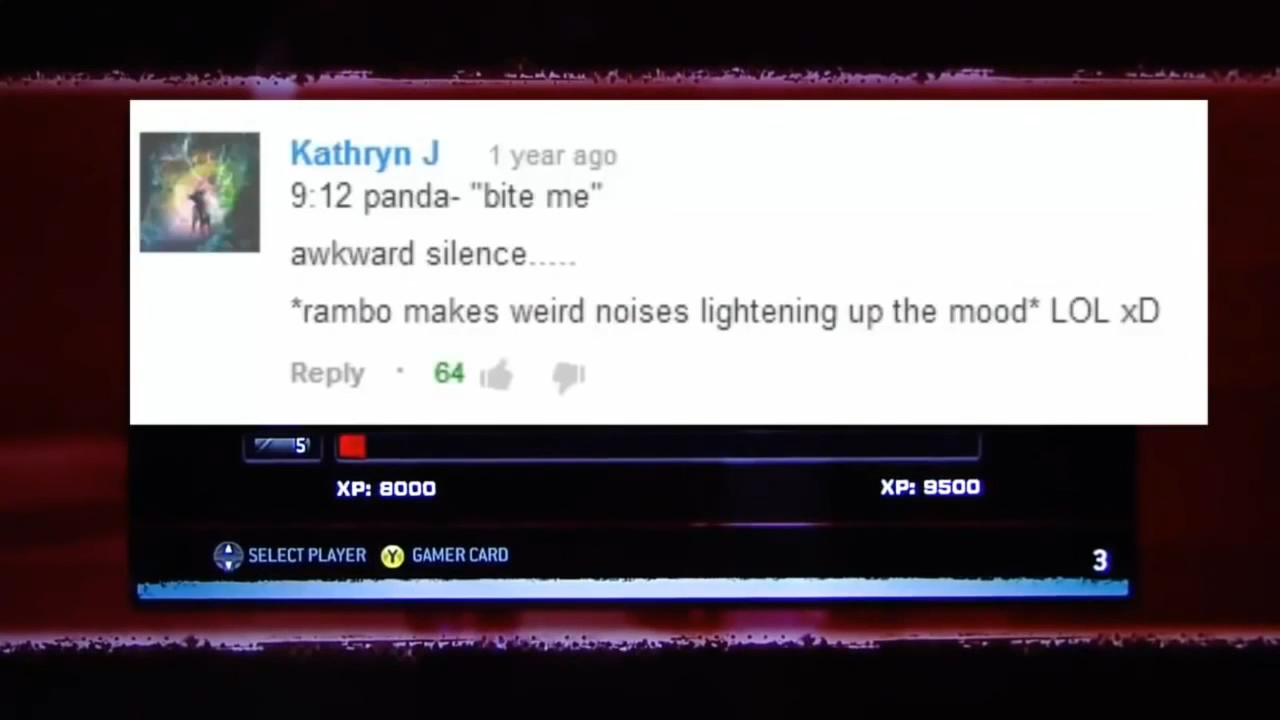 Kathryn J 1 year ago
9:12 panda- "bite me"
awkward silence.....
*rambo makes weird noises lightening up the mood* LOL xD
Reply · 64
5
XP: 8000 XP: 9500
SELECT PLAYER Y GAMER CARD 3